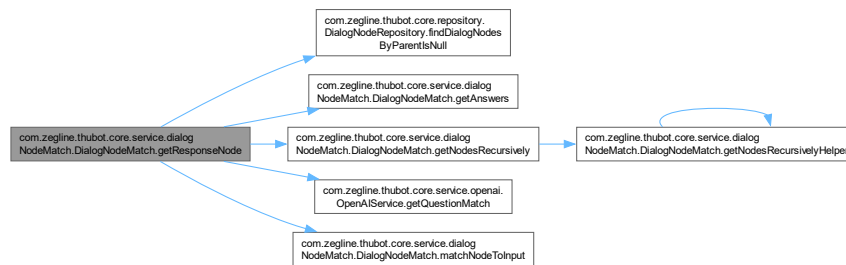 com.zegline.thubot.core.repository.
DialogNodeRepository.findDialogNodes
ByParentIsNull
com.zegline.thubot.core.service.dialog
NodeMatch.DialogNodeMatch.getAnswers
com.zegline.thubot.core.service.dialog
NodeMatch.DialogNodeMatch.getResponseNode
com.zegline.thubot.core.service.dialog
NodeMatch.DialogNodeMatch.getNodesRecursively
com.zegline.thubot.core.service.dialog
NodeMatch.DialogNodeMatch.getNodesRecursivelyHelper
com.zegline.thubot.core.service.openai.
OpenAIService.getQuestionMatch
com.zegline.thubot.core.service.dialog
NodeMatch.DialogNodeMatch.matchNodeToInput